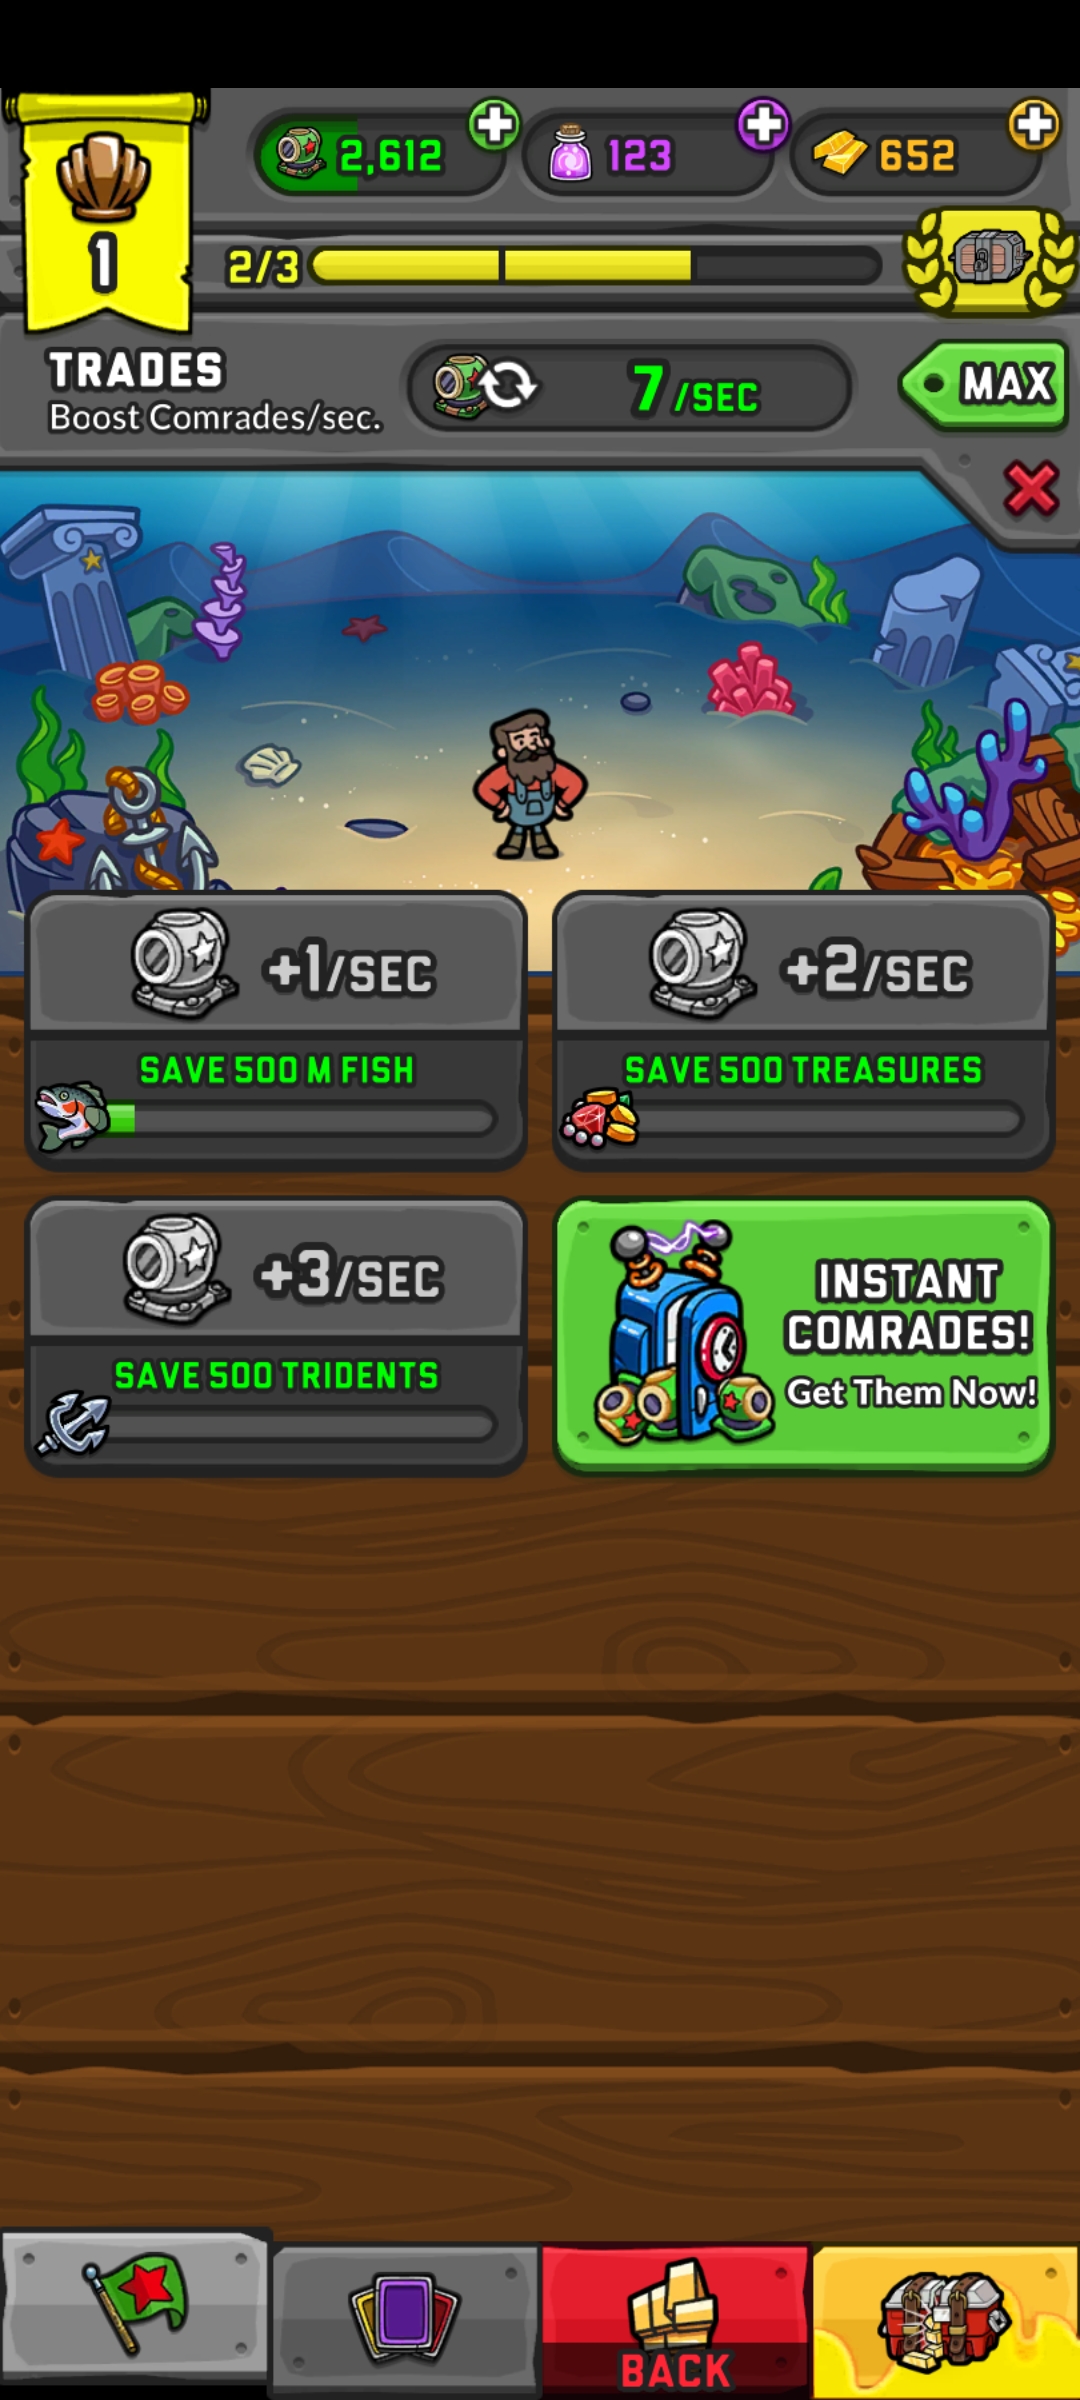 2,612
123
652
1
2/3
TRADES
Boost Comrades/sec.
7/SEC
MAX
+1/SEC
SAVE 500 M FISH
+2/SEC
SAVE 500 TREASURES
+3/SEC
SAVE 500 TRIDENTS
INSTANT
COMRADES!
Get Them Now!
BACK